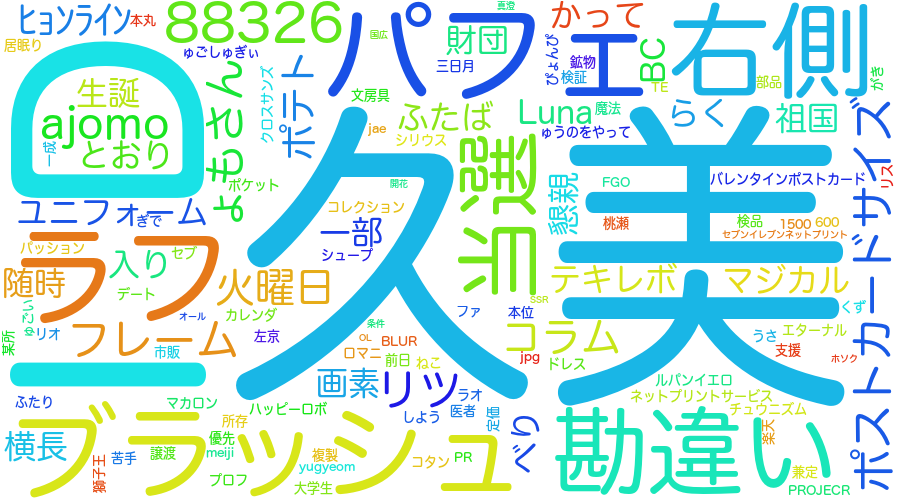 ヒョンライン
本丸
居眠り
ゅごしゅぎぃ
88326
パフ
国広
真澄
財団
三日月
エ
かって
BC
TE
右側
部品
がき
ぴょんぴ
鉱物
検証
生誕
ajomo
とおり
一成
よもさん
クロスサンズ
ポテト
文房具
jae
シリウス
ふたば
Luna
魔法
ゅうのをやって
らく
祖国
ポストカードサイズ
リス
旦
久
美
当選
懇親
FGO
桃瀬
バレンタインポストカード
検品
1500
600
セブンイレブンネットプリント
ユニフォーム
ぎで
ポケット
開花
コレクション
一部
シューブ
パッション
ラフ
入り
セブ
デート
随時
火曜日
カレンダ
オール
テキレボ
マジカル
SSR
ゅごい
リオ
某所
フレーム
市販
左京
条件
OL
ロマニ
BLUR
前日
ねこ
ファ
本位
コラム
jpg
ドレス
うさ
エターナル
くず
支援
ホソク
画素
リッ
ラオ
しよう
医者
定価
べり
ルパンイエロ
ネットプリントサービス
チュウニズム
楽天
ふたり
マカロン
ハッピーロボ
所存
ブラッシュ
勘違い
横長
獅子王
苦手
譲渡
優先
meiji
プロフ
複製
yugyeom
大学生
コタン
PR
兼定
PROJECR